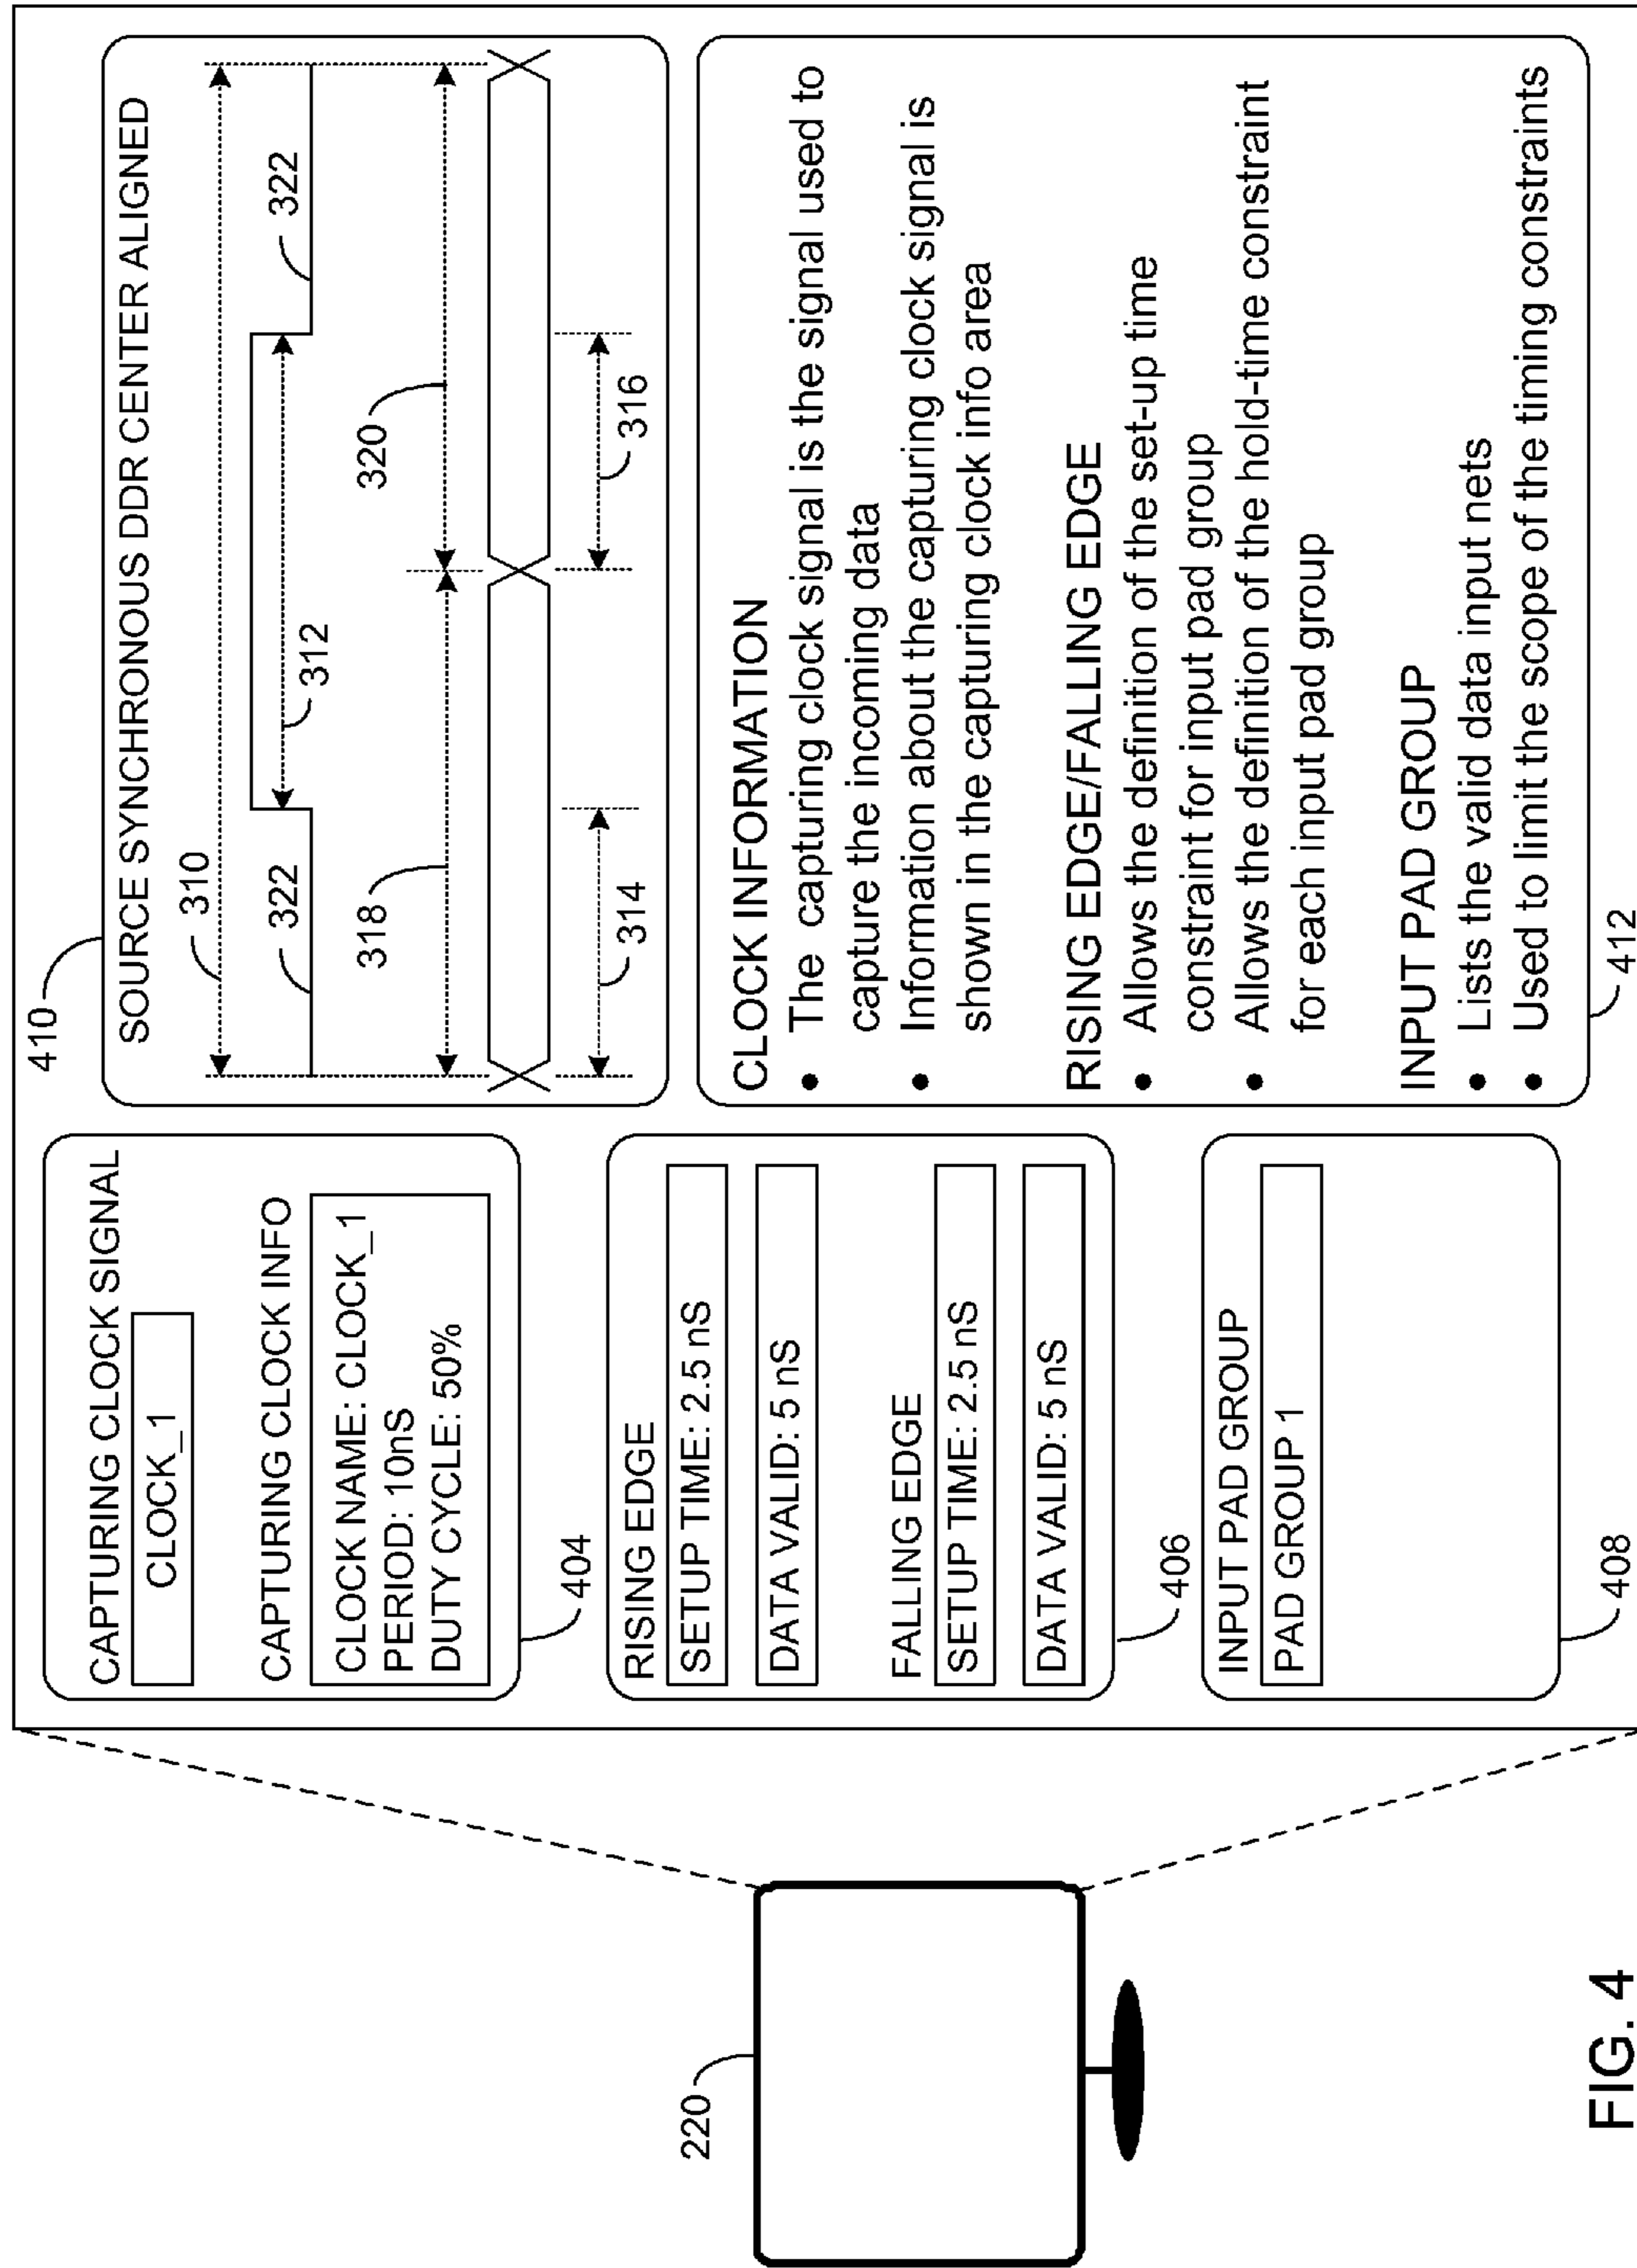 220
CAPTURING CLOCK SIGNAL
CLOCK_1
CAPTURING CLOCK INFO
CLOCK NAME: CLOCK_1
PERIOD: 10nS
DUTY CYCLE: 50%
404
RISING EDGE
SETUP TIME: 2.5 nS
DATA VALID: 5 nS
FALLING EDGE
SETUP TIME: 2.5 nS
DATA VALID: 5 nS
406
INPUT PAD GROUP
PAD GROUP 1
408
410
SOURCE SYNCHRONOUS DDR CENTER ALIGNED
310
322
322
312
318
320
314
316
CLOCK INFORMATION
• The capturing clock signal is the signal used to
capture the incoming data
• Information about the capturing clock signal is
shown in the capturing clock info area
RISING EDGE/FALLING EDGE
• Allows the definition of the set-up time
constraint for input pad group
• Allows the definition of the hold-time constraint
for each input pad group
INPUT PAD GROUP
• Lists the valid data input nets
• Used to limit the scope of the timing constraints
412
FIG. 4